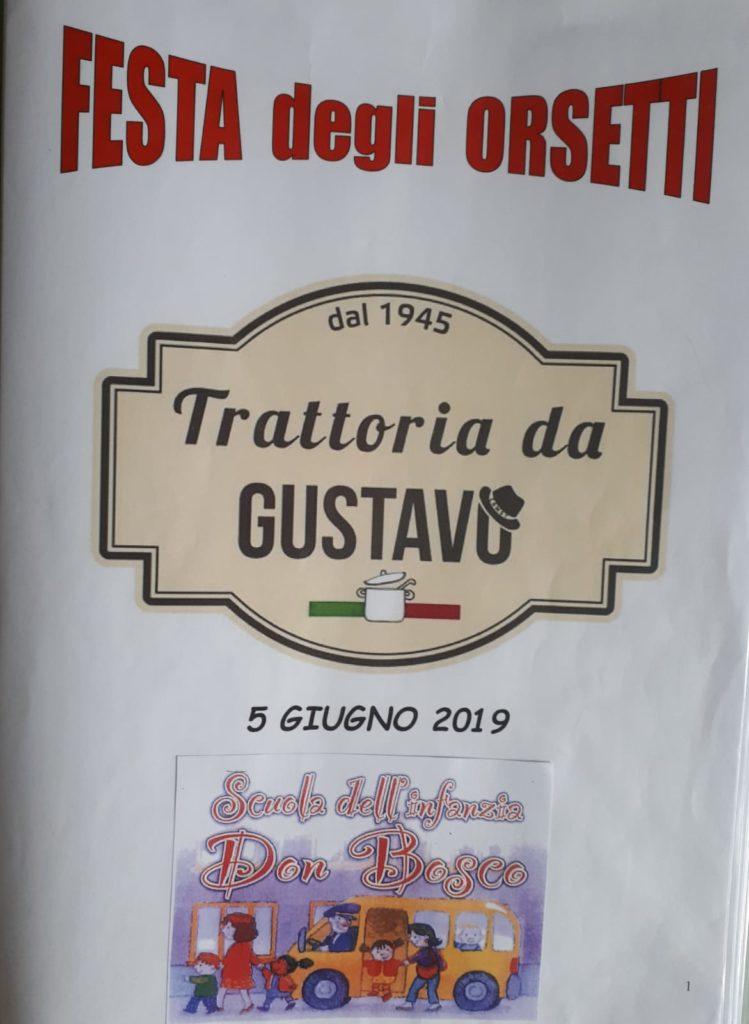 FESTA degli ORSETTI
dal 1945
Trattoria da
GUSTAVO
5 GIUGNO 2019
Scuola dell'infanzia
Don Bosco
1